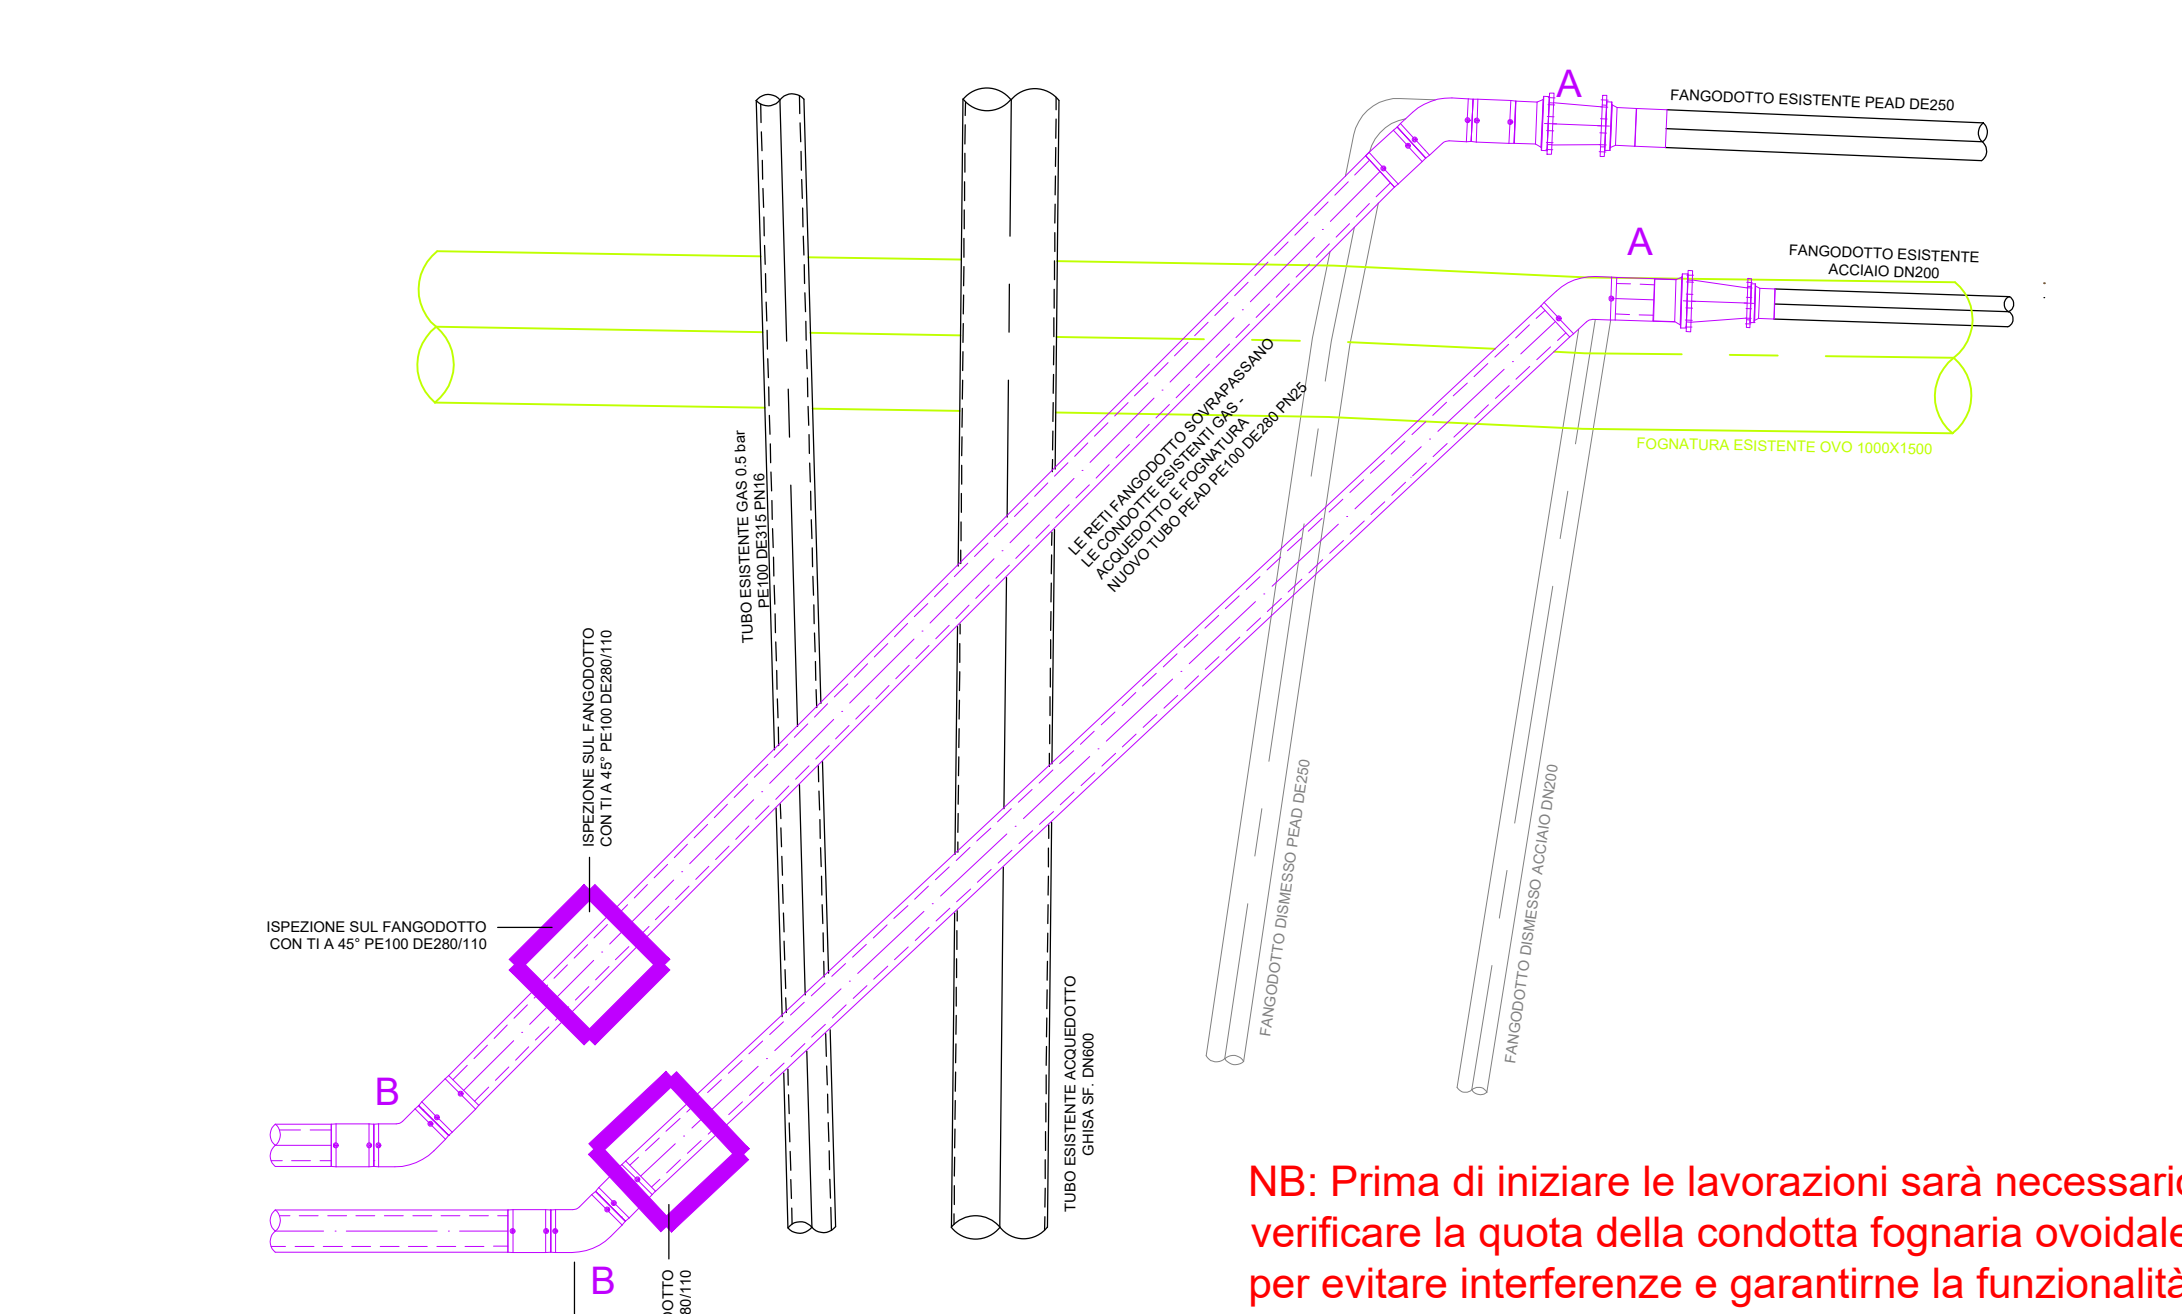 A
FANGODOTTO ESISTENTE PEAD DE250
A
FANGODOTTO ESISTENTE
ACCIAIO DN200
FOGNATURA ESISTENTE OVO 1000X1500
LE RETI FANGODOTTO SOVRAPASSANO
LE CONDOTTE ESISTENTI GAS -
ACQUEDOTTO E FOGNATURA
NUOVO TUBO PEAD PE100 DE280 PN25
TUBO ESISTENTE GAS 0.5 bar
PE100 DE315 PN16
ISPEZIONE SUL FANGODOTTO
CON TI A 45° PE100 DE280/110
ISPEZIONE SUL FANGODOTTO
CON TI A 45° PE100 DE280/110
FANGODOTTO DISMESSO PEAD DE250
FANGODOTTO DISMESSO ACCIAIO DN200
TUBO ESISTENTE ACQUEDOTTO
GHISA SF. DN600
B
B
DOTTO
80/110
NB: Prima di iniziare le lavorazioni sarà necessario
verificare la quota della condotta fognaria ovoidale
per evitare interferenze e garantirne la funzionalità